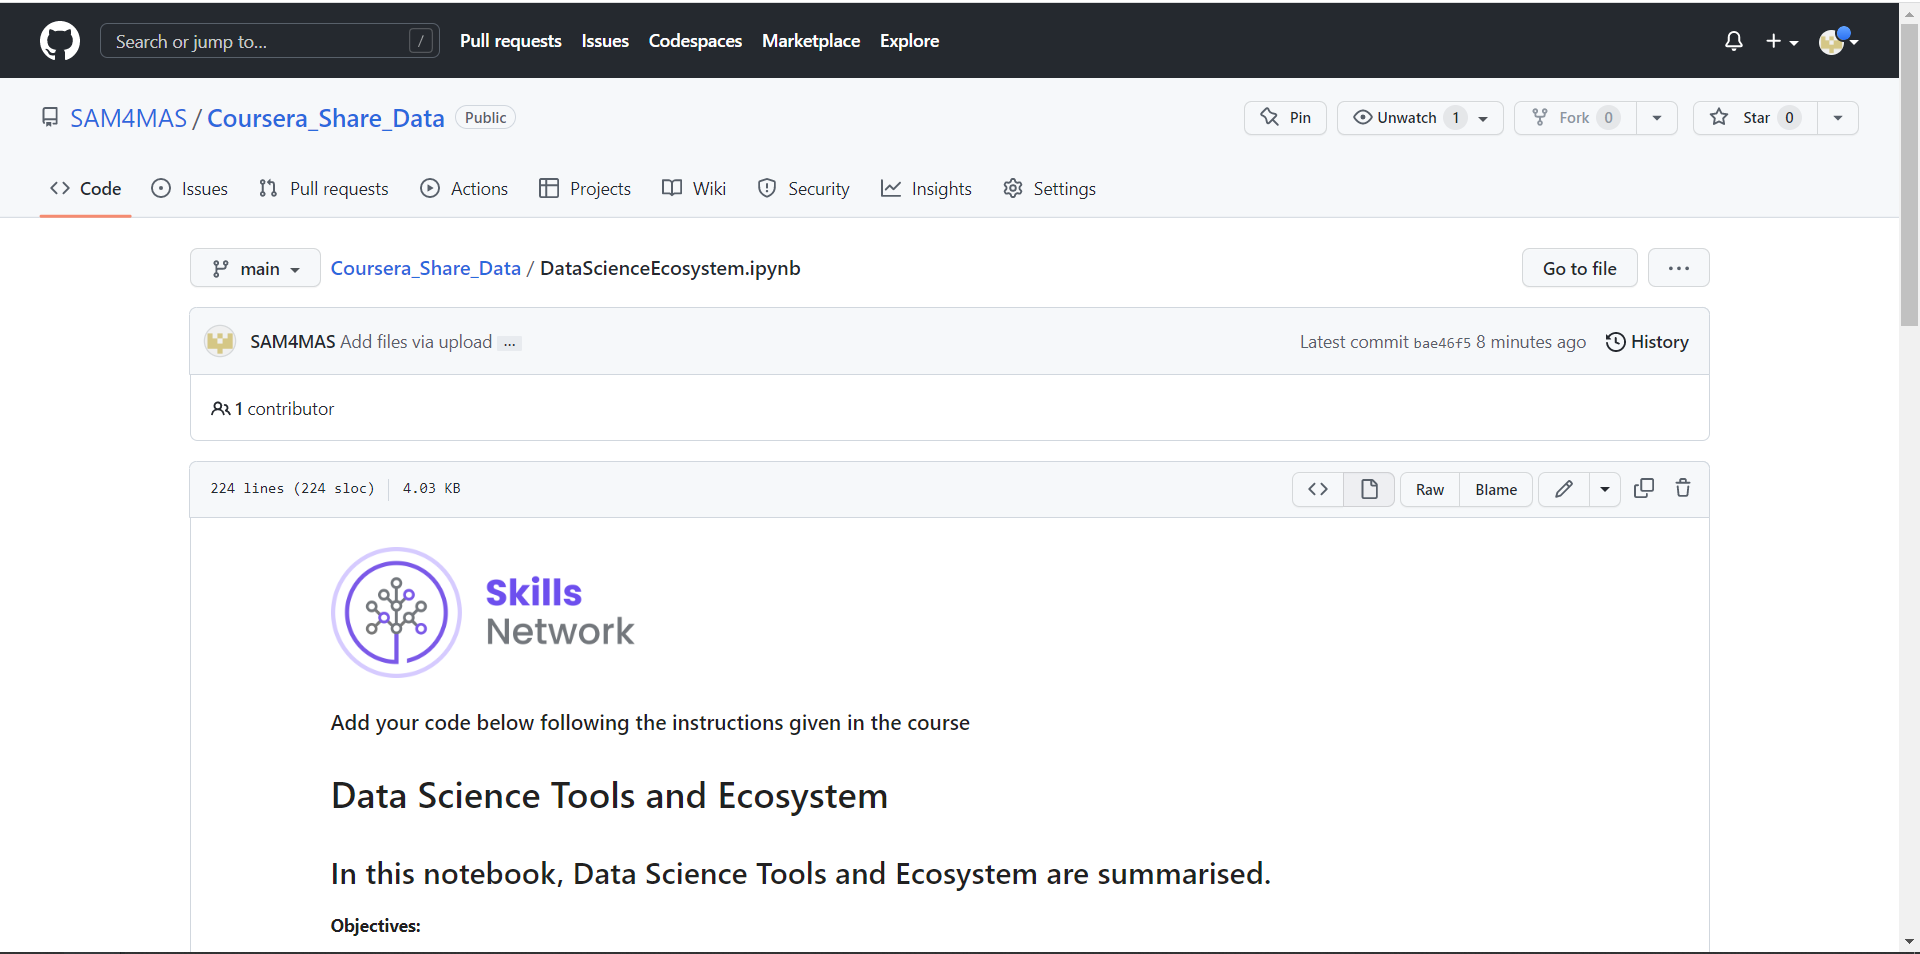 Search or jump to... /
Pull requests Issues Codespaces Marketplace Explore
SAM4MAS / Coursera_Share_Data Public
Pin Unwatch 1 Fork 0 Star 0
Code Issues Pull requests Actions Projects Wiki Security Insights Settings
main Coursera_Share_Data / DataScienceEcosystem.ipynb Go to file ...
SAM4MAS Add files via upload ... Latest commit bae46f5 8 minutes ago History
1 contributor
224 lines (224 sloc) 4.03 KB Raw Blame
Skills
Network
Add your code below following the instructions given in the course
Data Science Tools and Ecosystem
In this notebook, Data Science Tools and Ecosystem are summarised.
Objectives: